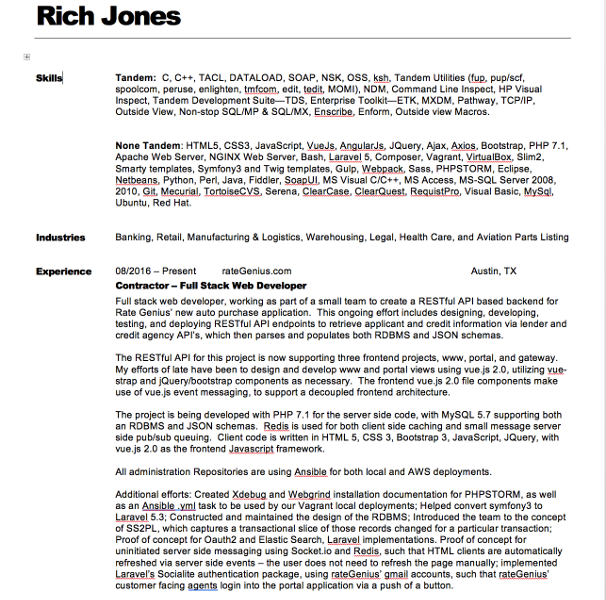 Rich Jones
Skills
Tandem: C, C++, TACL, DATALOAD, SOAP, NSK, OSS, ksh, Tandem Utilities (fup, pup/scf,
spoolcom, peruse, enlighten, tmfcom, edit, tedit, MOMI), NDM, Command Line Inspect, HP Visual
Inspect, Tandem Development Suite—TDS, Enterprise Toolkit—ETK, MXDM, Pathway, TCP/IP,
Outside View, Non-stop SQL/MP & SQL/MX, Enscribe, Enform, Outside view Macros.
None Tandem: HTML5, CSS3, JavaScript, VueJs, AngularJs, JQuery, Ajax, Axios, Bootstrap, PHP 7.1,
Apache Web Server, NGINX Web Server, Bash, Laravel 5, Composer, Vagrant, VirtualBox, Slim2,
Smarty templates, Symfony3 and Twig templates, Gulp, Webpack, Sass, PHPSTORM, Eclipse,
Netbeans, Python, Perl, Java, Fiddler, SoapUI, MS Visual C/C++, MS Access, MS-SQL Server 2008,
2010, Git, Mecurial, TortoiseCVS, Serena, ClearCase, ClearQuest, RequistPro, Visual Basic, MySql,
Ubuntu, Red Hat.
Industries
Banking, Retail, Manufacturing & Logistics, Warehousing, Legal, Health Care, and Aviation Parts Listing
Experience
08/2016 – Present rateGenius.com Austin, TX
Contractor – Full Stack Web Developer
Full stack web developer, working as part of a small team to create a RESTful API based backend for
Rate Genius' new auto purchase application. This ongoing effort includes designing, developing,
testing, and deploying RESTful API endpoints to retrieve applicant and credit information via lender and
credit agency API's, which then parses and populates both RDBMS and JSON schemas.
The RESTful API for this project is now supporting three frontend projects, www, portal, and gateway.
My efforts of late have been to design and develop www and portal views using vue.js 2.0, utilizing vue-
strap and jQuery/bootstrap components as necessary. The frontend vue.js 2.0 file components make
use of vue.js event messaging, to support a decoupled frontend architecture.
The project is being developed with PHP 7.1 for the server side code, with MySQL 5.7 supporting both
an RDBMS and JSON schemas. Redis is used for both client side caching and small message server
side pub/sub queuing. Client code is written in HTML 5, CSS 3, Bootstrap 3, JavaScript, JQuery, with
vue.js 2.0 as the frontend Javascript framework.
All administration Repositories are using Ansible for both local and AWS deployments.
Additional efforts: Created Xdebug and Webgrind installation documentation for PHPSTORM, as well
as an Ansible .yml task to be used by our Vagrant local deployments; Helped convert symfony3 to
Laravel 5.3; Constructed and maintained the design of the RDBMS; Introduced the team to the concept
of SS2PL, which captures a transactional slice of those records changed for a particular transaction;
Proof of concept for Oauth2 and Elastic Search, Laravel implementations. Proof of concept for
uninitiated server side messaging using Socket.io and Redis, such that HTML clients are automatically
refreshed via server side events – the user does not need to refresh the page manually; implemented
Laravel's Socialite authentication package, using rateGenius' gmail accounts, such that rateGenius'
customer facing agents login into the portal application via a push of a button.